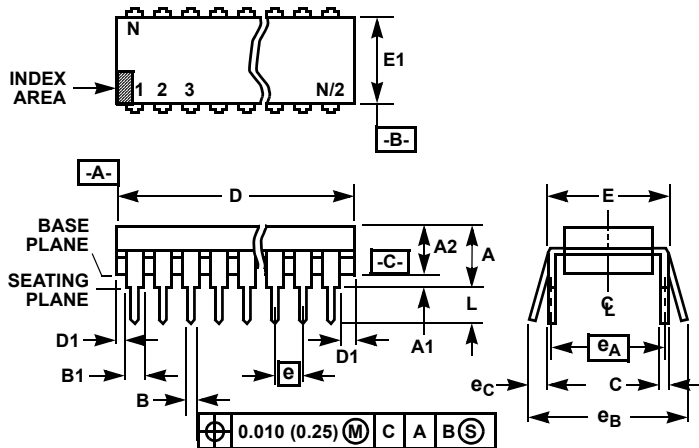 N
INDEX
AREA
1 2 3 N/2
E1
-B-
-A-
D
E
BASE
PLANE
A2
A
-C-
SEATING
PLANE
L
C
L
D1
D1
A1
eA
B1
e
eC
C
B
eB
0.010 (0.25) M C A B S